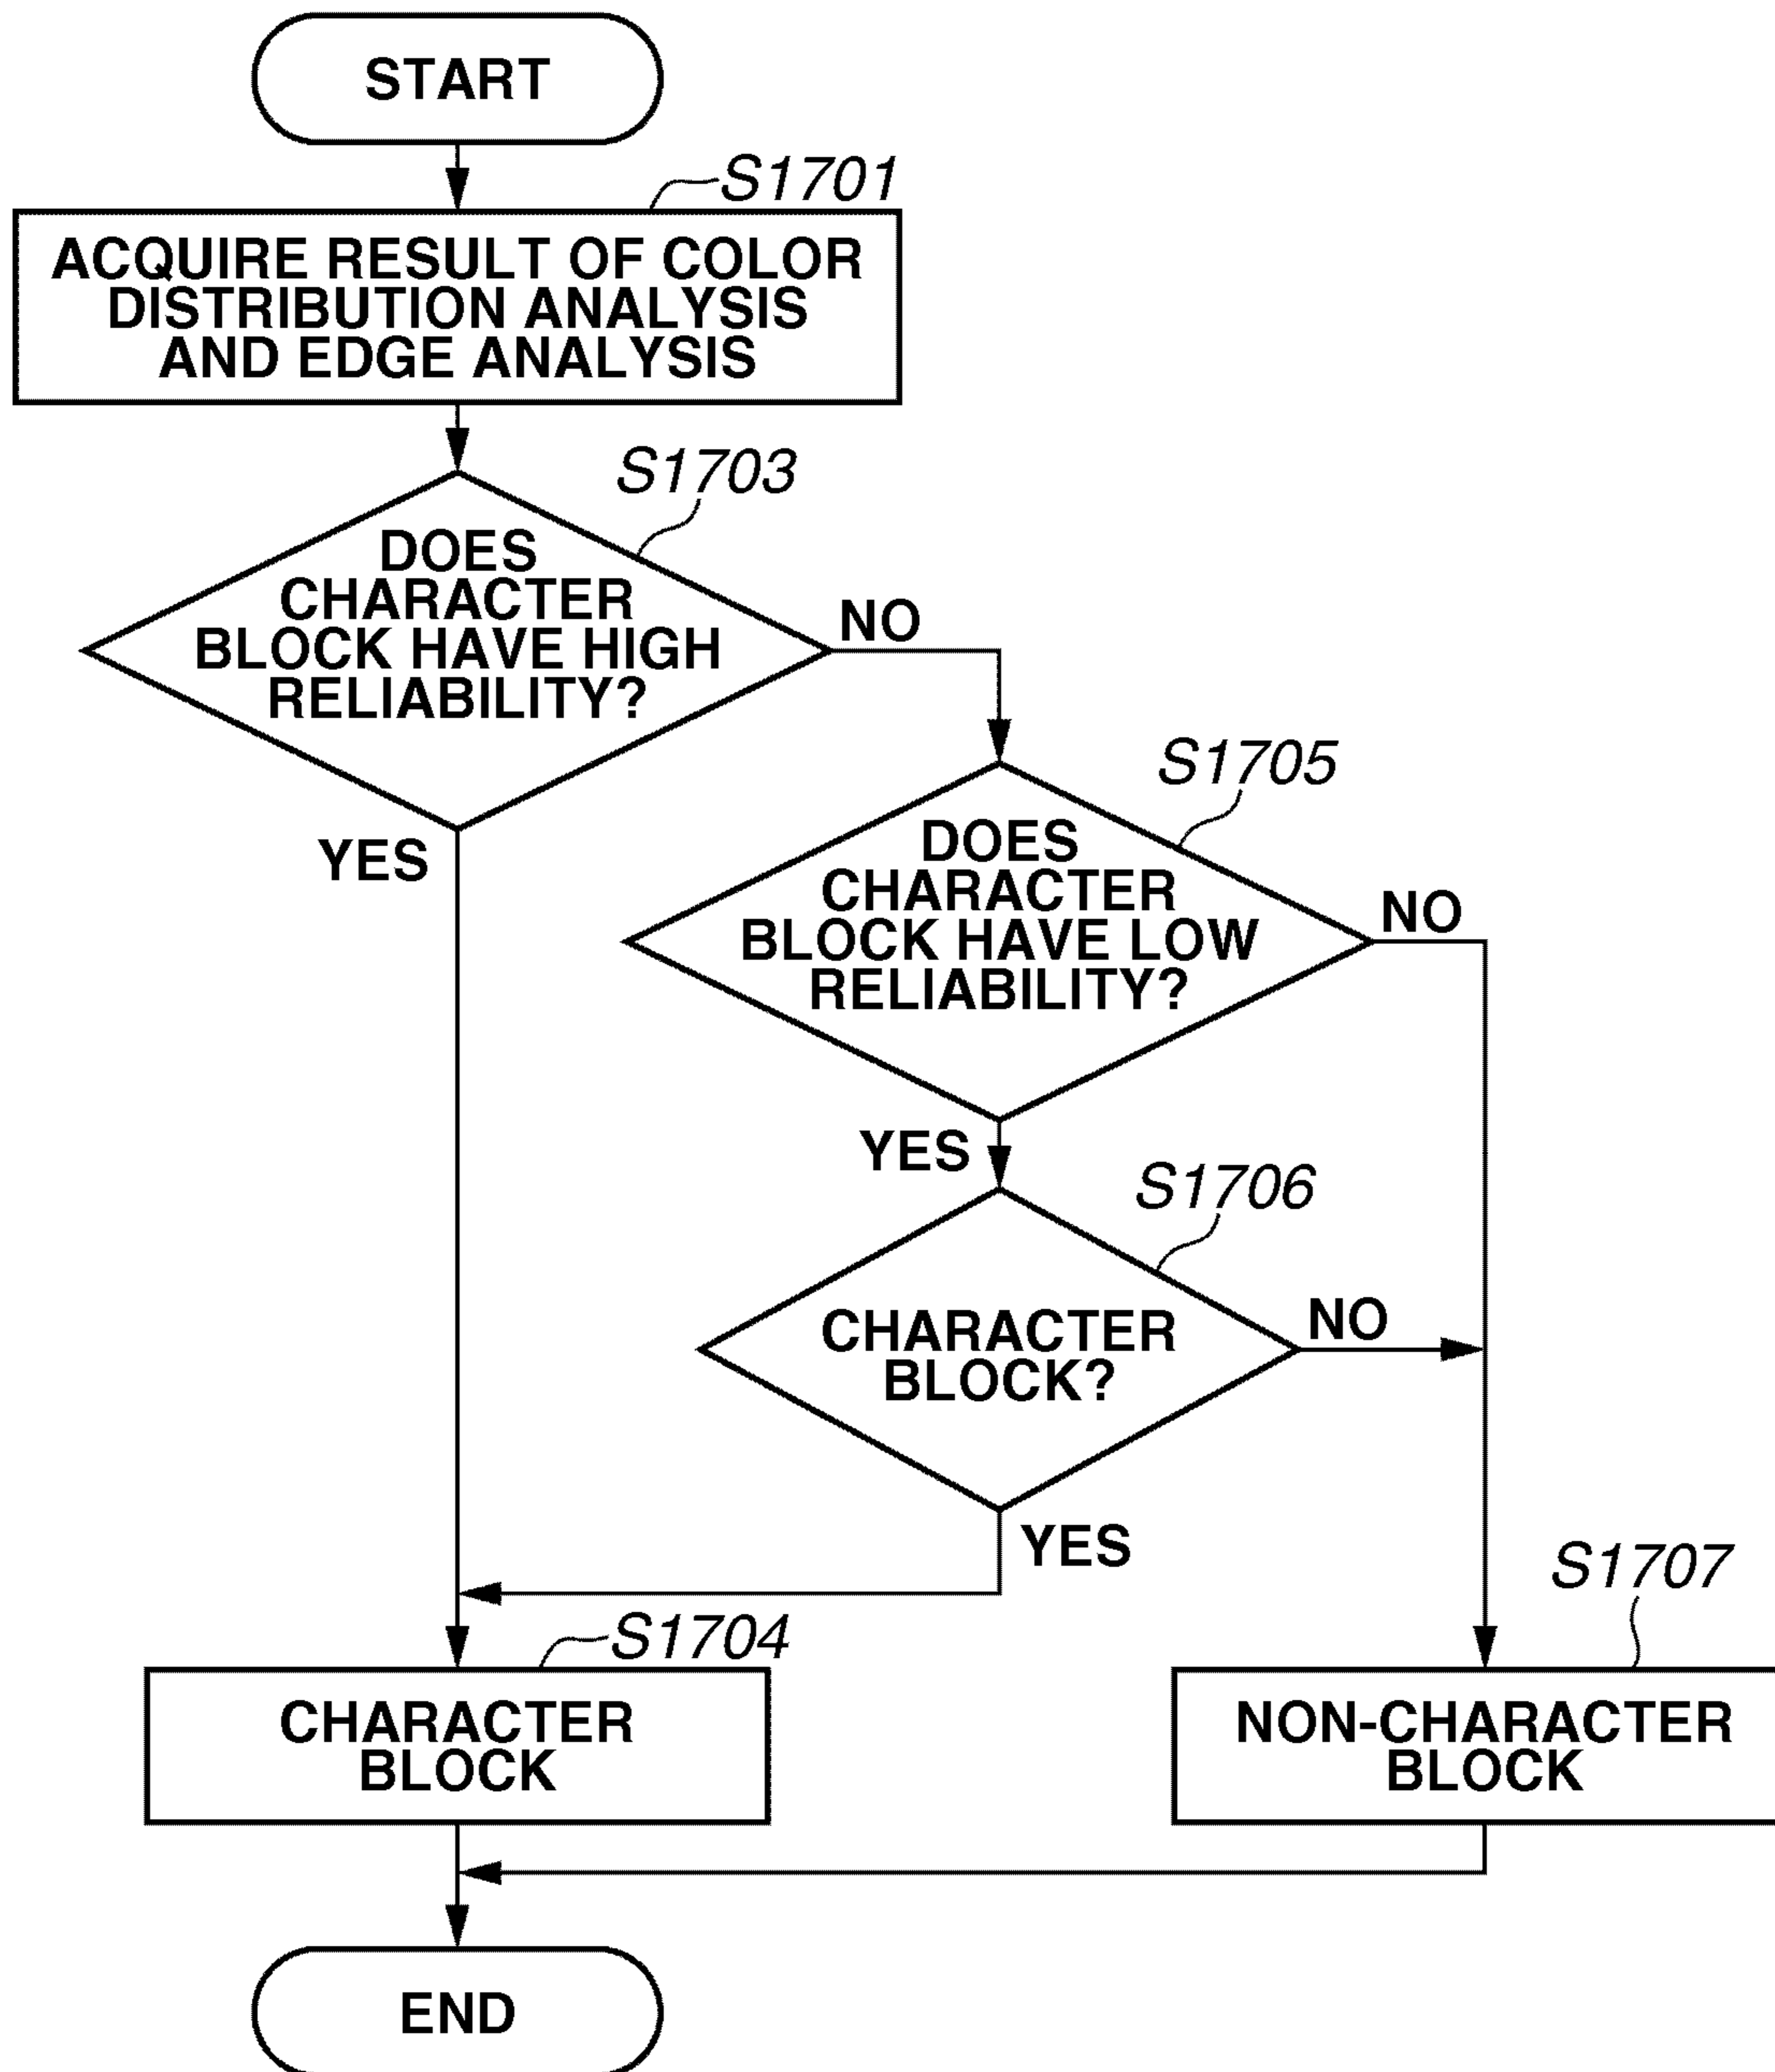 START
S1701
ACQUIRE RESULT OF COLOR
DISTRIBUTION ANALYSIS
AND EDGE ANALYSIS
S1703
DOES
CHARACTER
BLOCK HAVE HIGH
RELIABILITY?
NO
YES
S1705
DOES
CHARACTER
BLOCK HAVE LOW
RELIABILITY?
NO
YES
S1706
CHARACTER
BLOCK?
NO
YES
S1704
CHARACTER
BLOCK
S1707
NON-CHARACTER
BLOCK
END